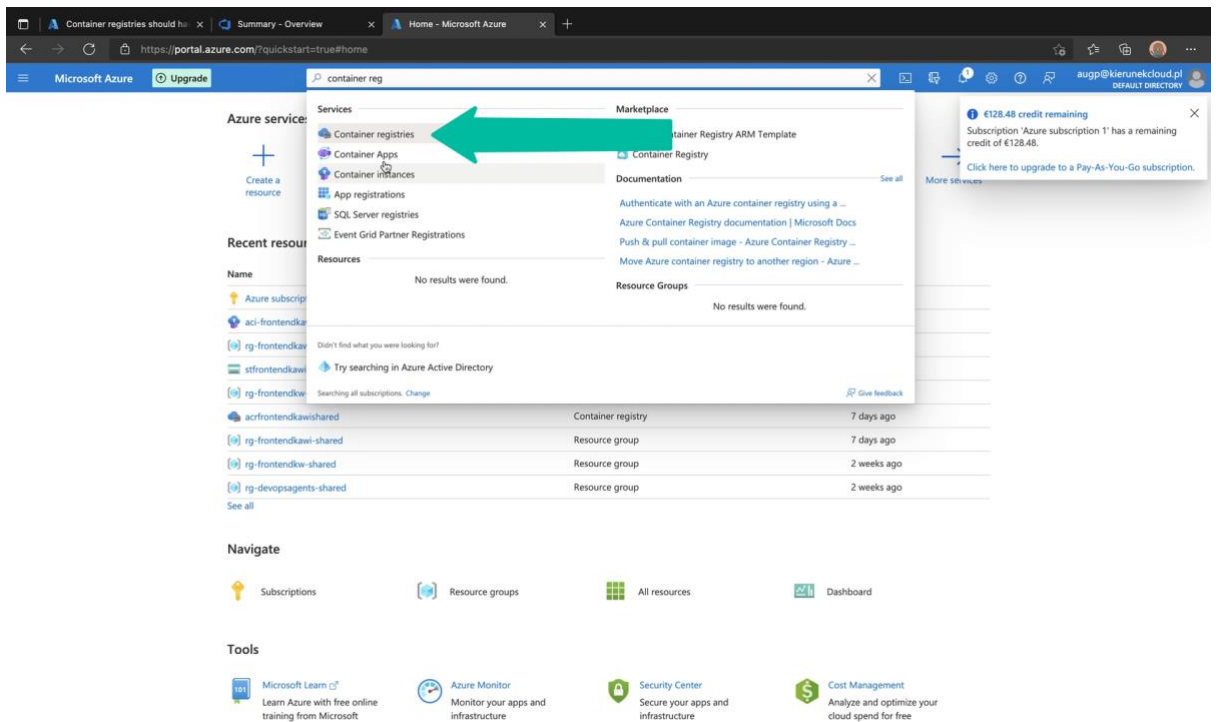 Container registries should ha
Summary - Overview
Home - Microsoft Azure
https://portal.azure.com/?quickstart=true#home
Microsoft Azure
Upgrade
container reg
1
augp@kierunekcloud.pl
DEFAULT DIRECTORY
€128.48 credit remaining
Subscription 'Azure subscription 1' has a remaining
credit of €128.48.
Click here to upgrade to a Pay-As-You-Go subscription.
Azure service
Create a
resource
More services
Services
Container registries
Container Apps
Container instances
App registrations
SQL Server registries
Event Grid Partner Registrations
Resources
No results were found.
Marketplace
tainer Registry ARM Template
Container Registry
Documentation
See all
Authenticate with an Azure container registry using a ...
Azure Container Registry documentation | Microsoft Docs
Push & pull container image - Azure Container Registry ...
Move Azure container registry to another region - Azure ...
Resource Groups
No results were found.
Didn't find what you were looking for?
Try searching in Azure Active Directory
Searching all subscriptions. Change
Give feedback
Recent resour
Name
Azure subscrip
aci-frontendka
rg-frontendkav
stfrontendkawi
rg-frontendkw
acrfrontendkawishared Container registry 7 days ago
rg-frontendkawi-shared Resource group 7 days ago
rg-frontendkw-shared Resource group 2 weeks ago
rg-devopsagents-shared Resource group 2 weeks ago
See all
Navigate
Subscriptions
Resource groups
All resources
Dashboard
Tools
101
Microsoft Learn
Learn Azure with free online
training from Microsoft
Azure Monitor
Monitor your apps and
infrastructure
Security Center
Secure your apps and
infrastructure
Cost Management
Analyze and optimize your
cloud spend for free